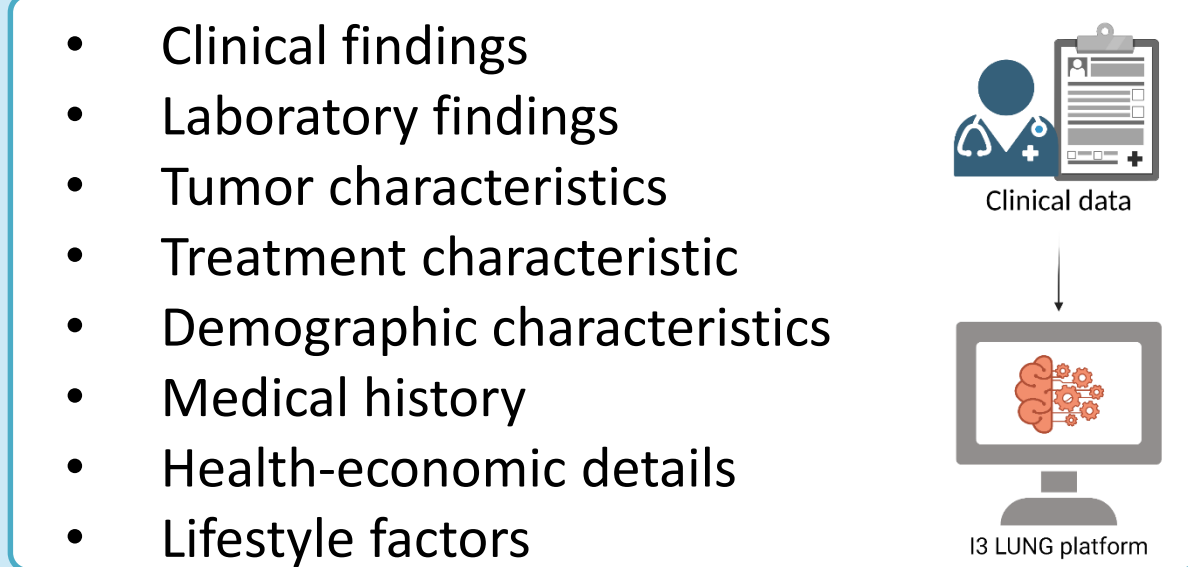 • Clinical findings
• Laboratory findings
• Tumor characteristics
• Treatment characteristic
• Demographic characteristics
• Medical history
• Health-economic details
• Lifestyle factors
Clinical data
I3 LUNG platform